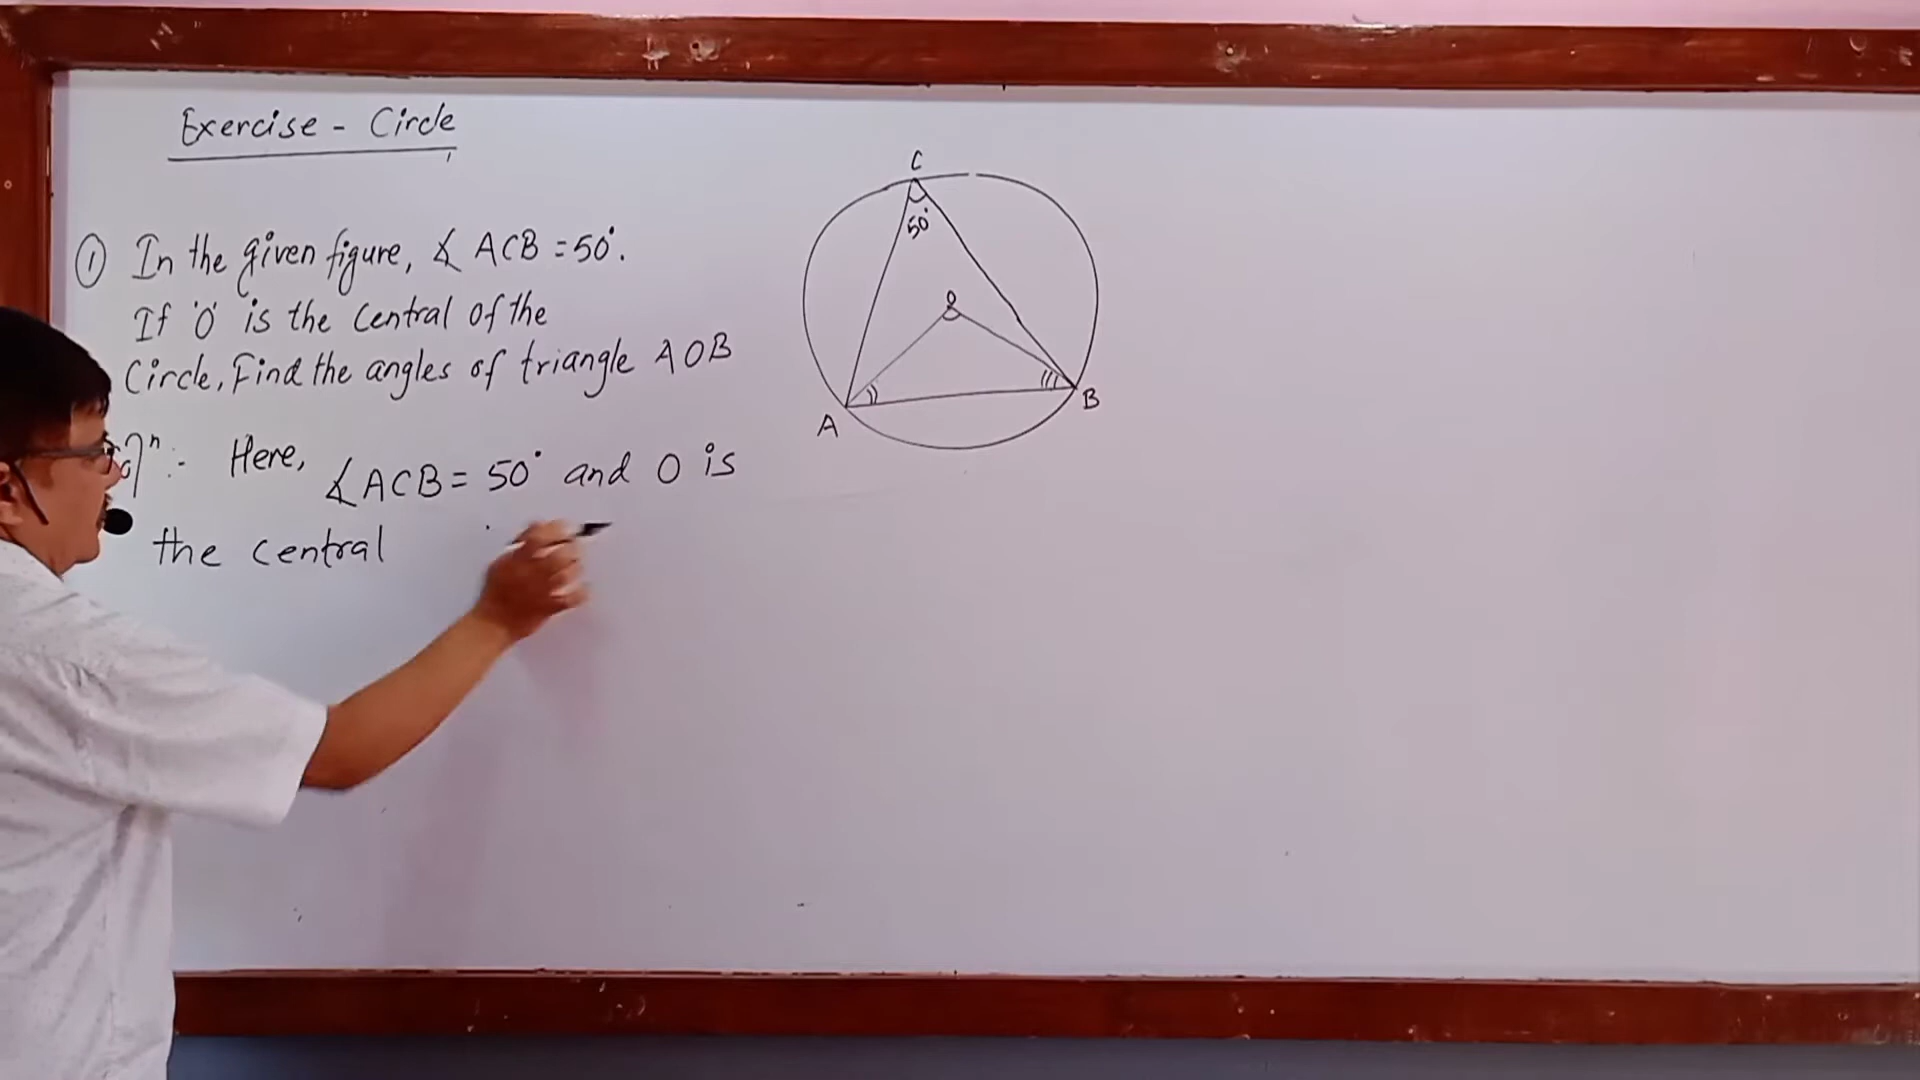 Exercise - Circle
① In the given figure, ∡ ACB = 50°.
If 'O' is the central of the
Circle, Find the angles of triangle AOB
n :- Here, ∡ACB = 50° and O is
the central
C
50°
O
A
B